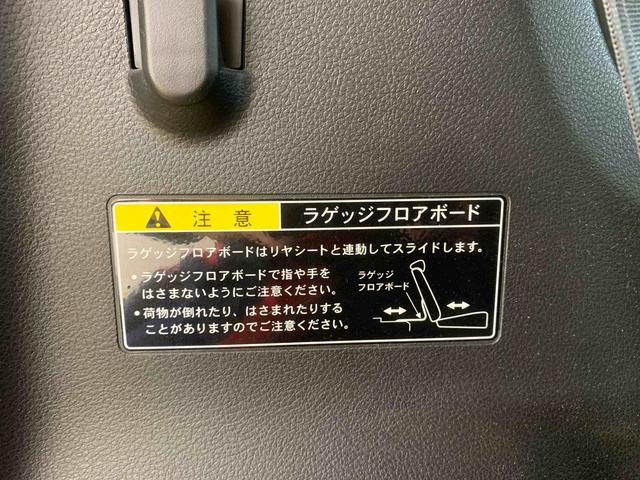 注意 ラゲッジフロアボード
ラゲッジフロアボードはリヤシートと連動してスライドします。
・ラゲッジフロアボードで指や手を
はさまないようにご注意ください。
・荷物が倒れたり、はさまれたりする
ことがありますのでご注意ください。
ラゲッジ
フロアボード